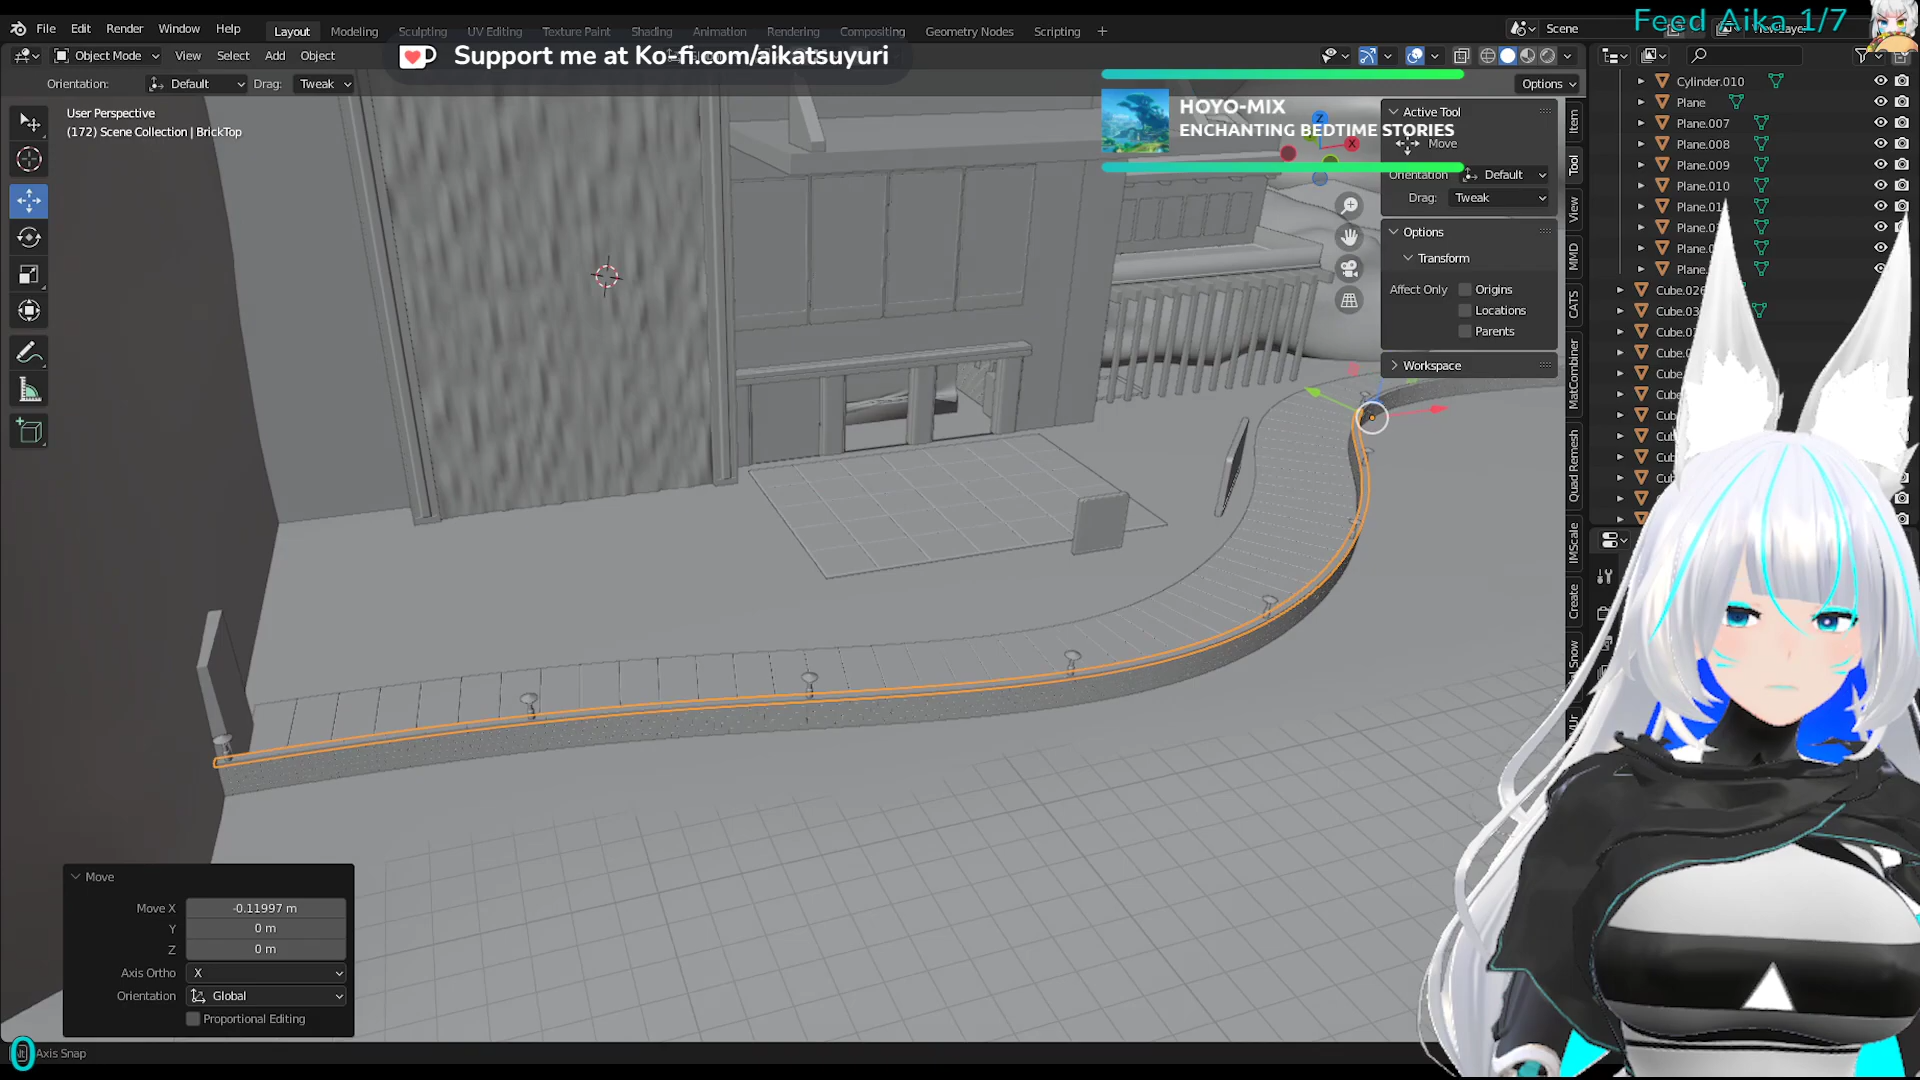 File Edit Render Window Help Layout Modeling Sculpting UV Editing Texture Paint Shading Animation Rendering Compositing Geometry Nodes Scripting +
Scene
Feed Aika 1/7
Object Mode View Select Add Object
Support me at Ko-fi.com/aikatsuyuri
Orientation: Default Drag: Tweak
Options
User Perspective
(172) Scene Collection | BrickTop
HOYO-MIX
ENCHANTING BEDTIME STORIES
Active Tool
Move
Orientation Default
Drag: Tweak
Options
Transform
Affect Only Origins
Locations
Parents
Workspace
Item
Tool
View
MMD
CATS
MatCombiner
Quad Remesh
IMScale
Create
Cylinder.010
Plane
Plane.007
Plane.008
Plane.009
Plane.010
Cube.026
Move
Move X -0.11997 m
Y 0 m
Z 0 m
Axis Ortho X
Orientation Global
Proportional Editing
0
Axis Snap